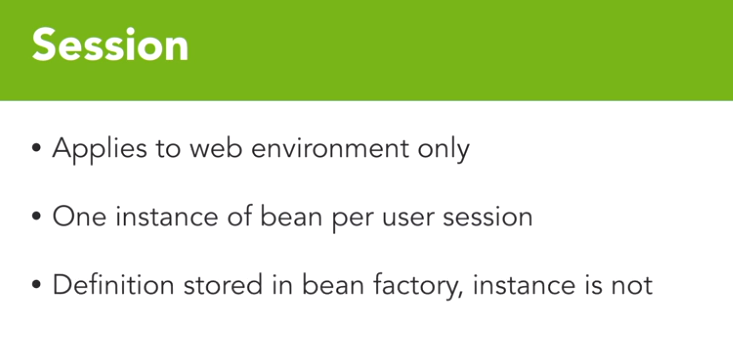 Session
• Applies to web environment only
• One instance of bean per user session
• Definition stored in bean factory, instance is not